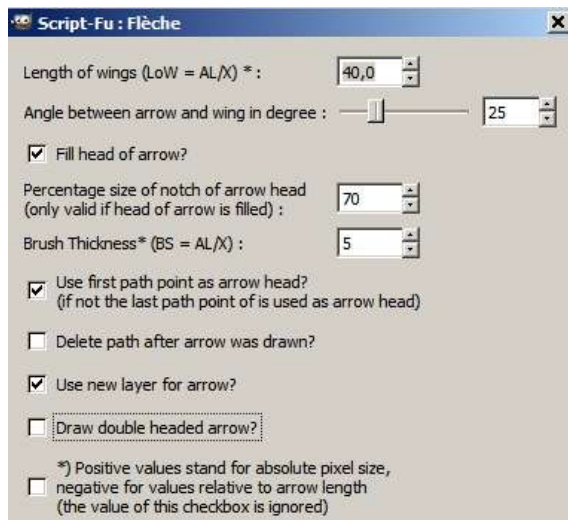 Script-Fu : Flèche
Length of wings (LoW = AL/X) * : 40,0
Angle between arrow and wing in degree : 25
Fill head of arrow?
Percentage size of notch of arrow head
(only valid if head of arrow is filled) : 70
Brush Thickness* (BS = AL/X) : 5
Use first path point as arrow head?
(if not the last path point of is used as arrow head)
Delete path after arrow was drawn?
Use new layer for arrow?
Draw double headed arrow?
*) Positive values stand for absolute pixel size,
negative for values relative to arrow length
(the value of this checkbox is ignored)